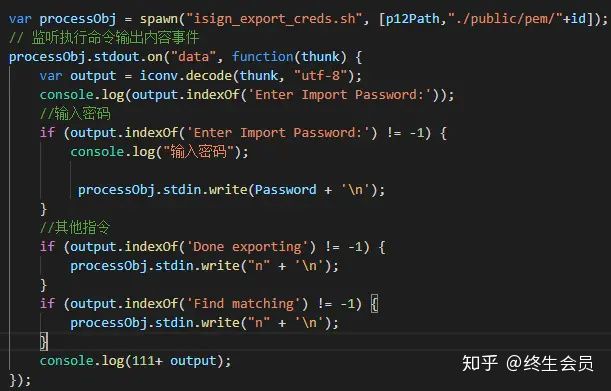 var processObj = spawn("isign_export_creds.sh", [p12Path,"./public/pem/"+id]);
// 监听执行命令输出内容事件
processObj.stdout.on("data", function(thunk) {
    var output = iconv.decode(thunk, "utf-8");
    console.log(output.indexOf('Enter Import Password:'));
    //输入密码
    if (output.indexOf('Enter Import Password:') != -1) {
        console.log("输入密码");
         processObj.stdin.write(Password + '\n');
    }
    //其他指令
    if (output.indexOf('Done exporting') != -1) {
        processObj.stdin.write("n" + '\n');
    }
    if (output.indexOf('Find matching') != -1) {
        processObj.stdin.write("n" + '\n');
    }
    console.log(111+ output);
});
知乎 @终生会员